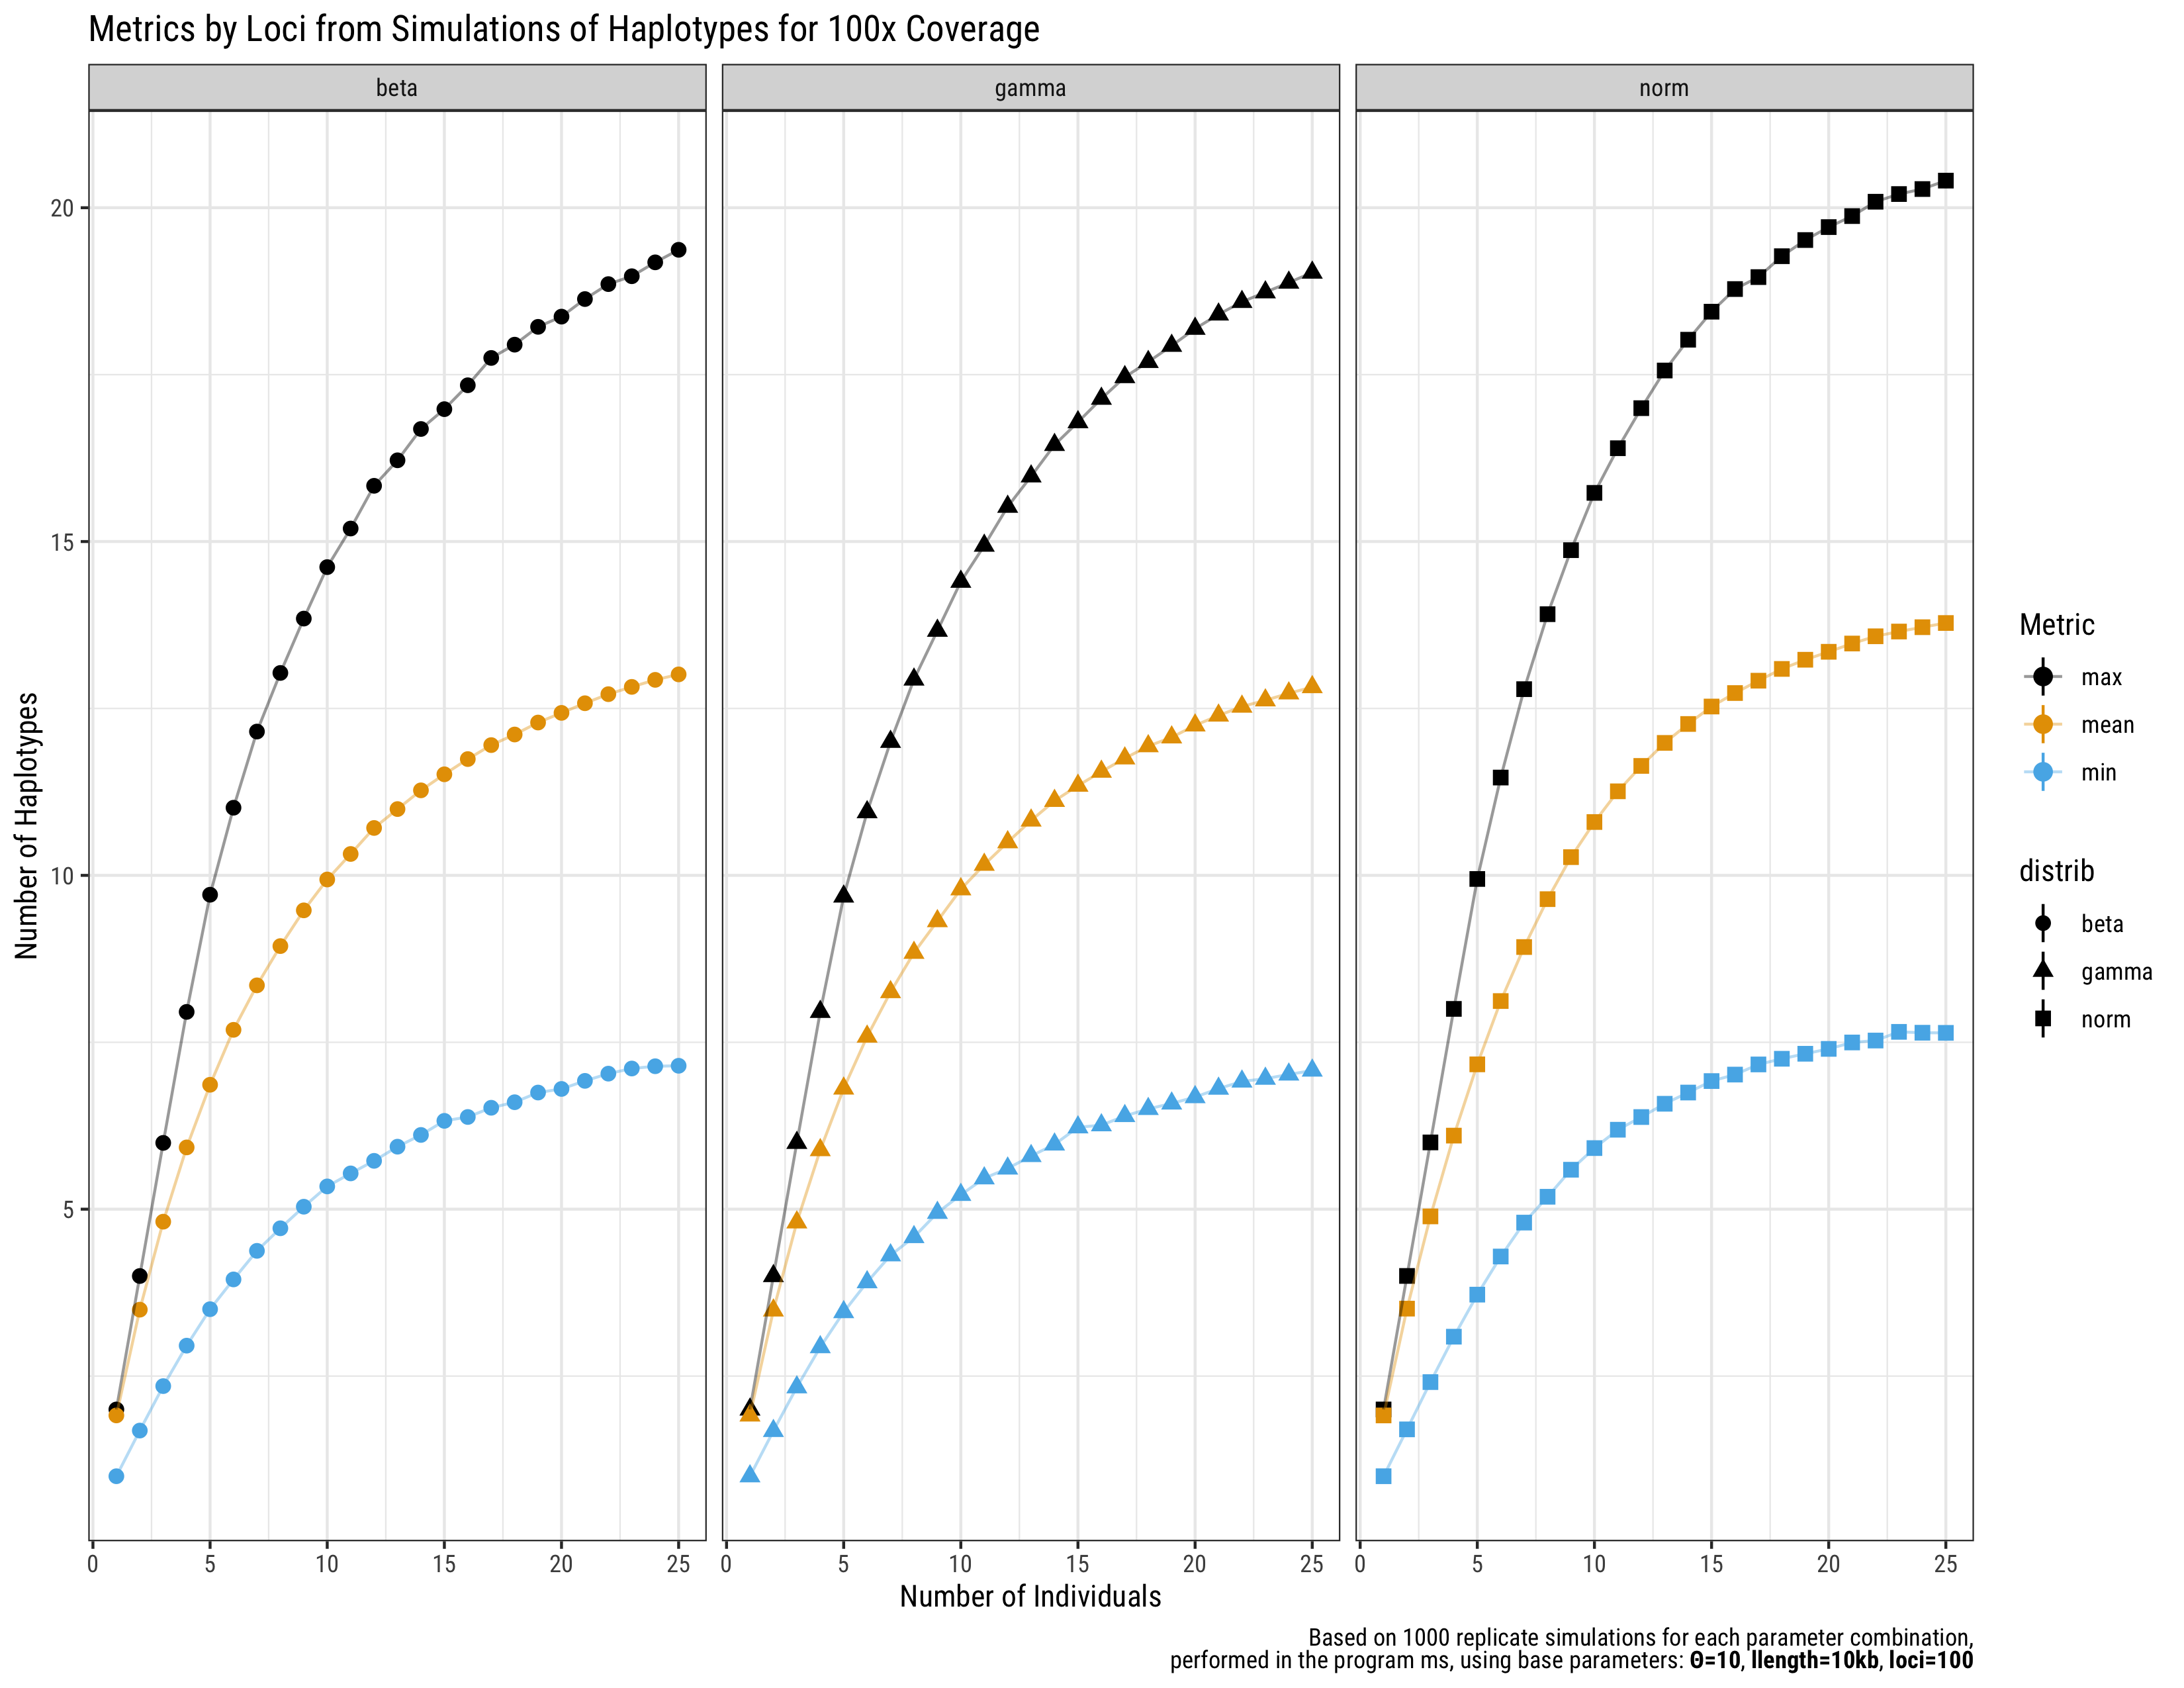 Metrics by Loci from Simulations of Haplotypes for 100x Coverage
beta
gamma
norm
20
15
10
5
Number of Haplotypes
0 5 10 15 20 25
0 5 10 15 20 25
0 5 10 15 20 25
Number of Individuals
Metric
max
mean
min
distrib
beta
gamma
norm
Based on 1000 replicate simulations for each parameter combination,
performed in the program ms, using base parameters: Θ=10, llength=10kb, loci=100